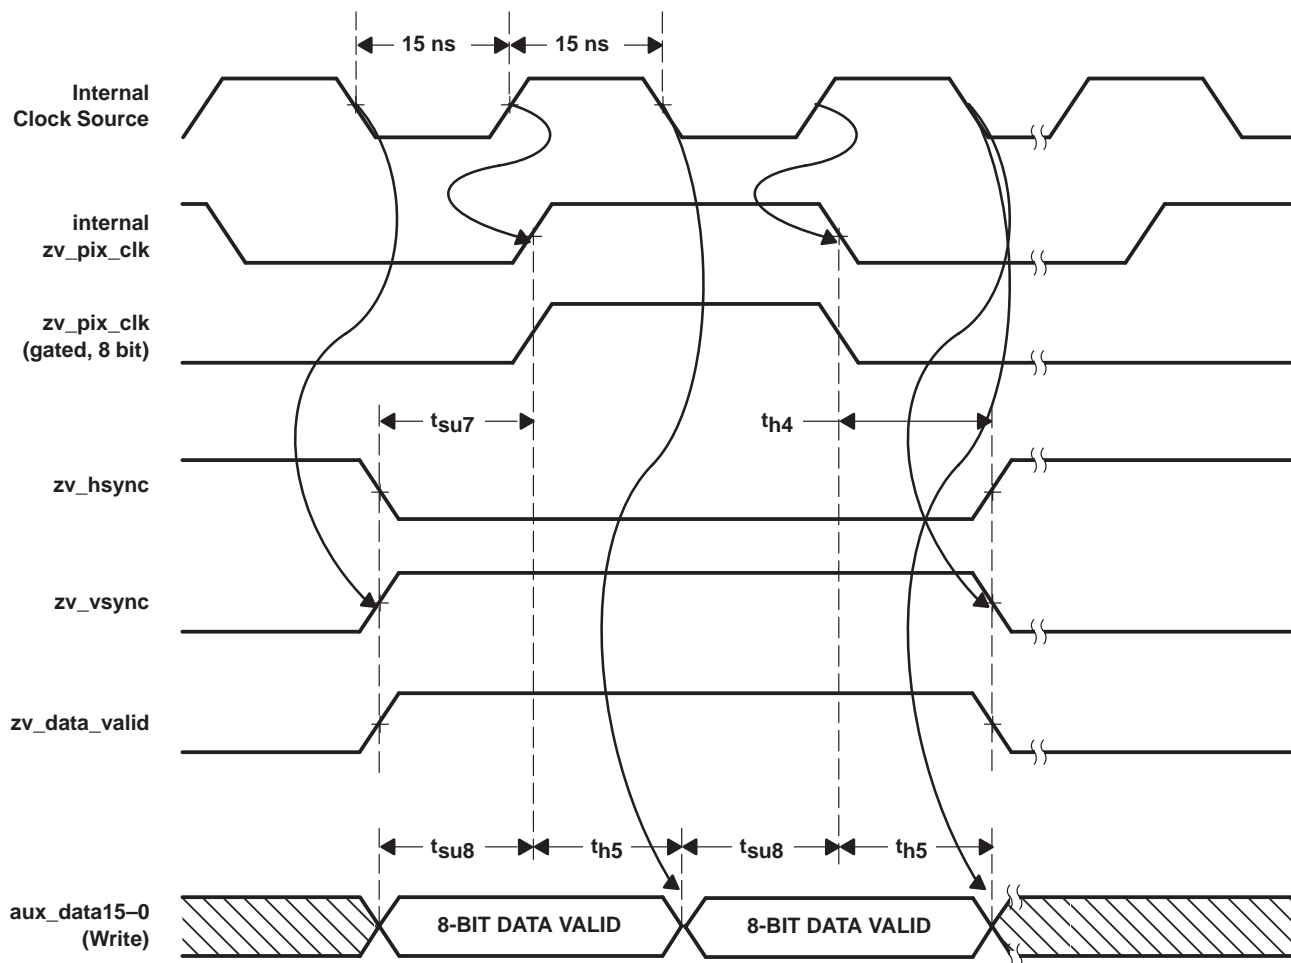 15 ns
15 ns
Internal
Clock Source
internal
zv_pix_clk
zv_pix_clk
(gated, 8 bit)
tsu7
th4
zv_hsync
zv_vsync
zv_data_valid
tsu8
th5
tsu8
th5
aux_data15–0
(Write)
8-BIT DATA VALID
8-BIT DATA VALID